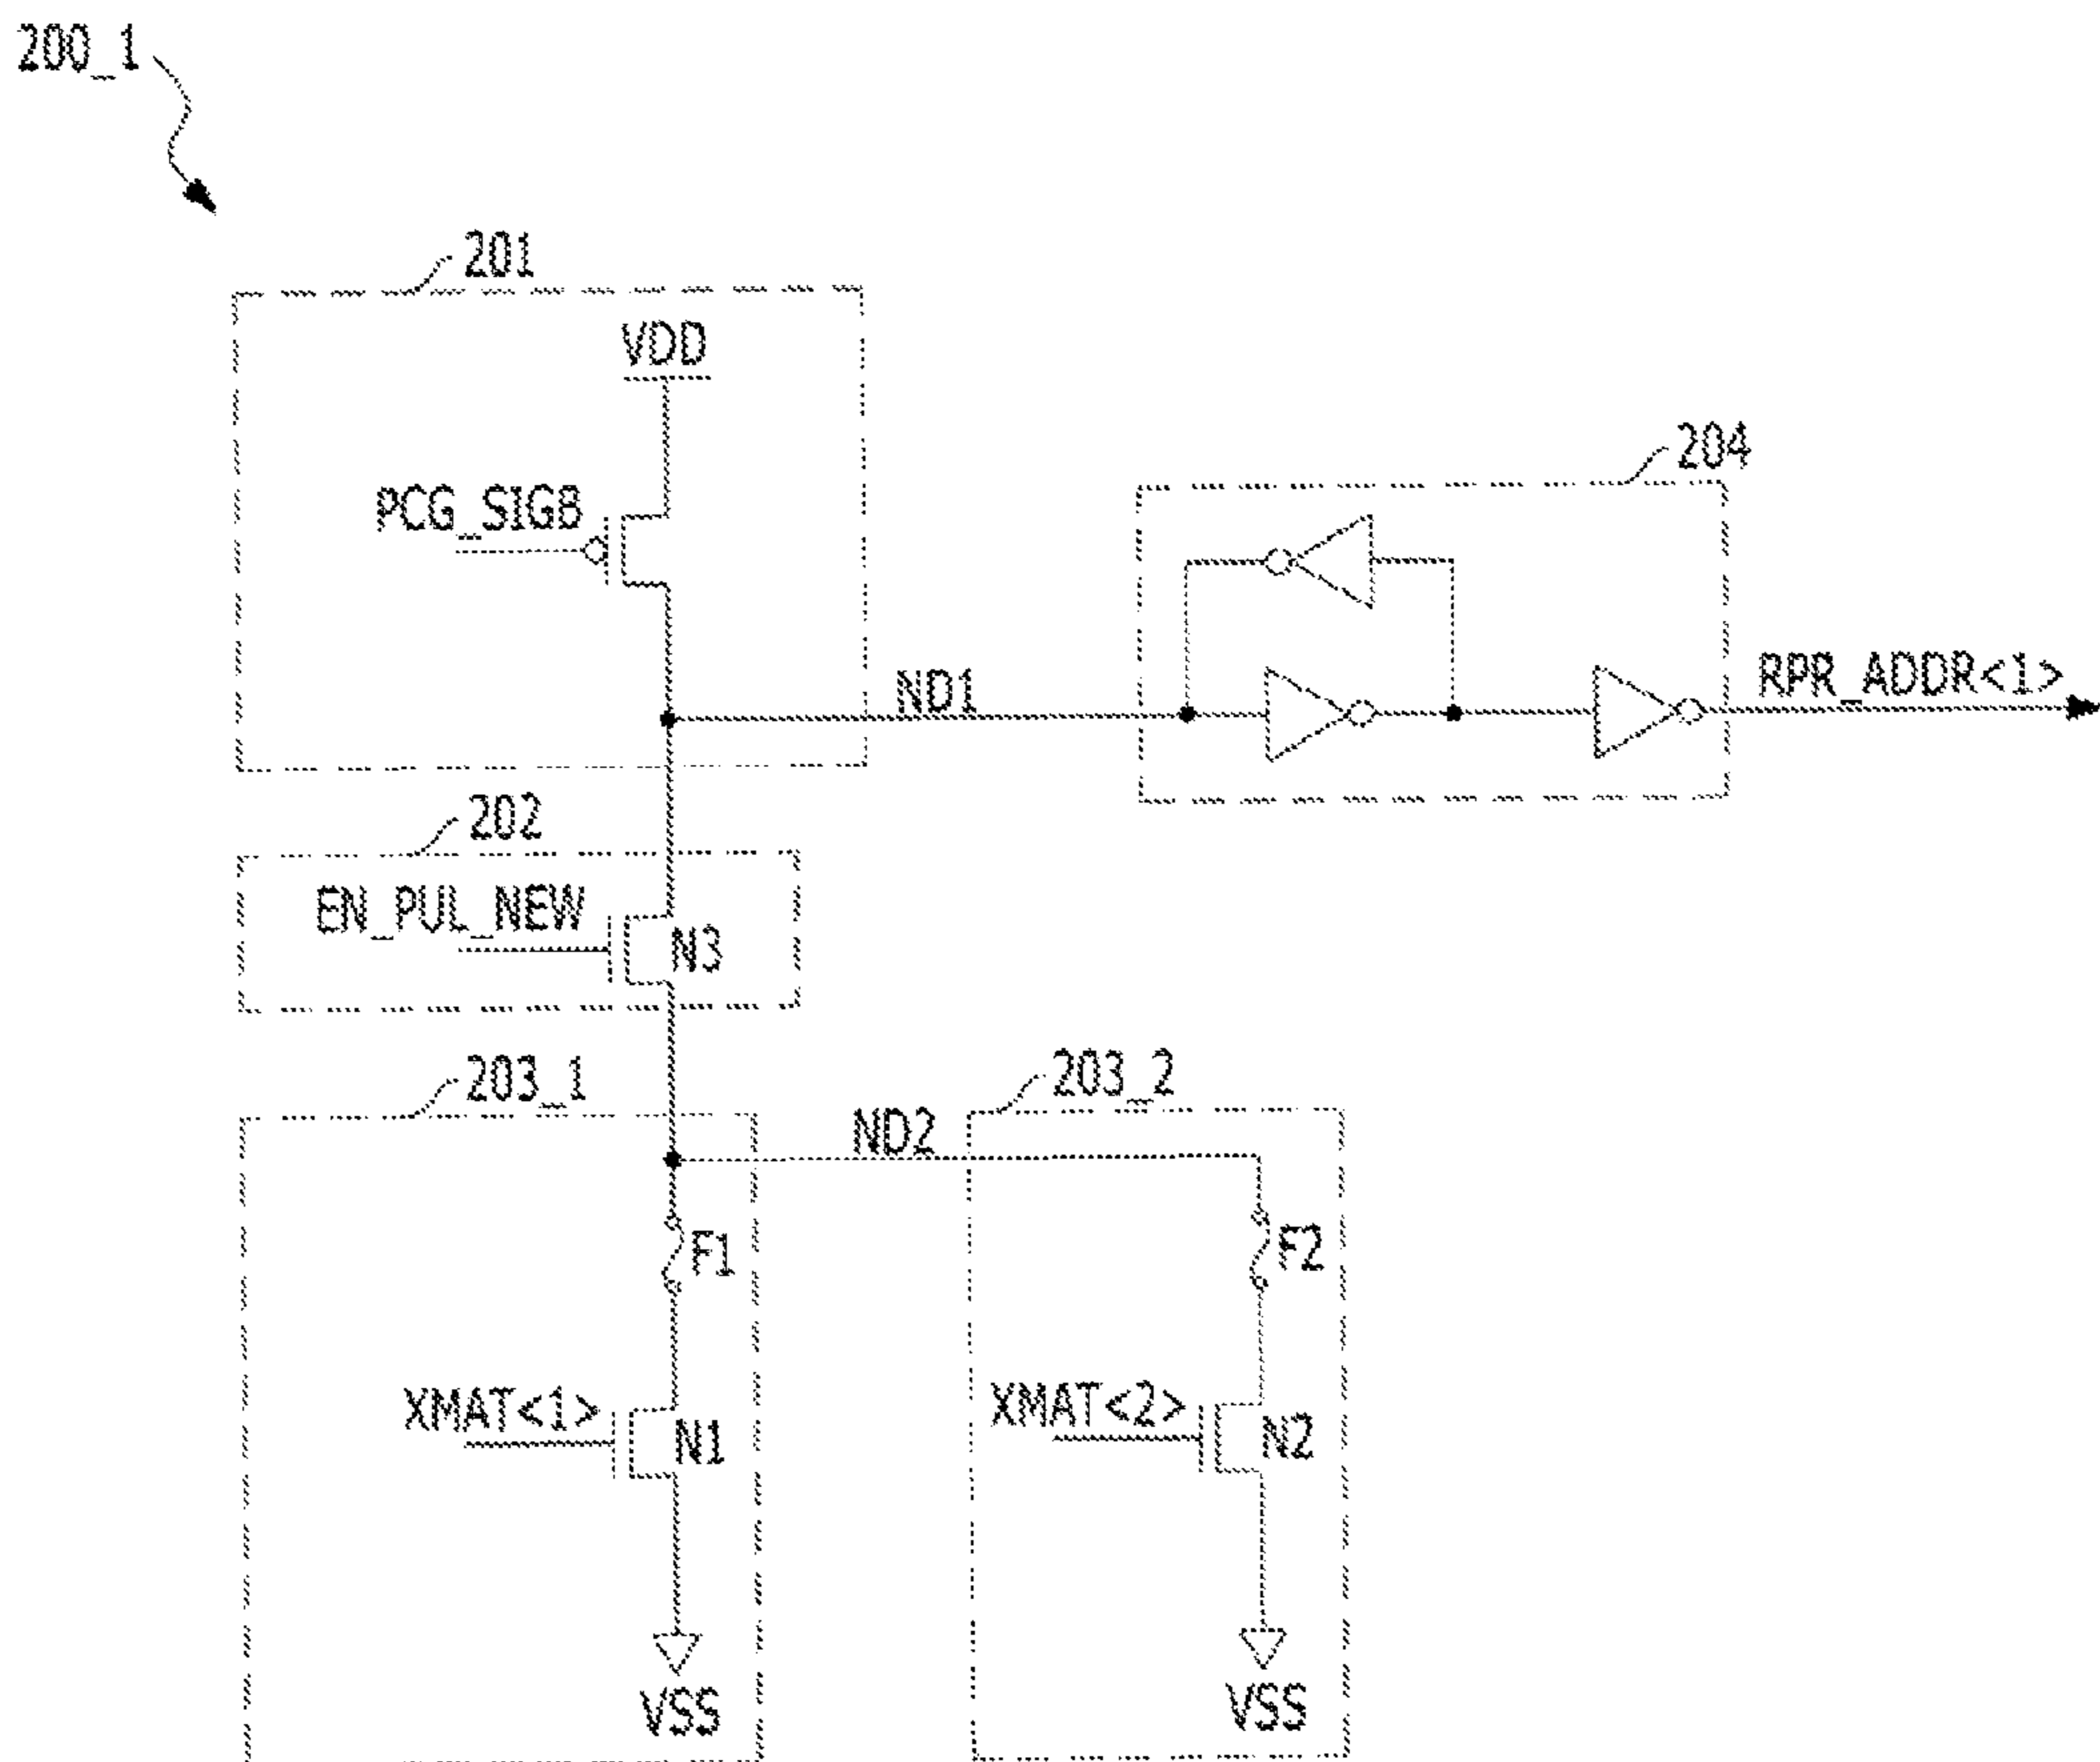 200_1
201
VDD
PCG_SIGB
204
ND1
RPR_ADDR<1>
202
EN_PUL_NEW
N3
203_1
203_2
ND2
F1
F2
XMAT<1>
N1
XMAT<2>
N2
VSS
VSS